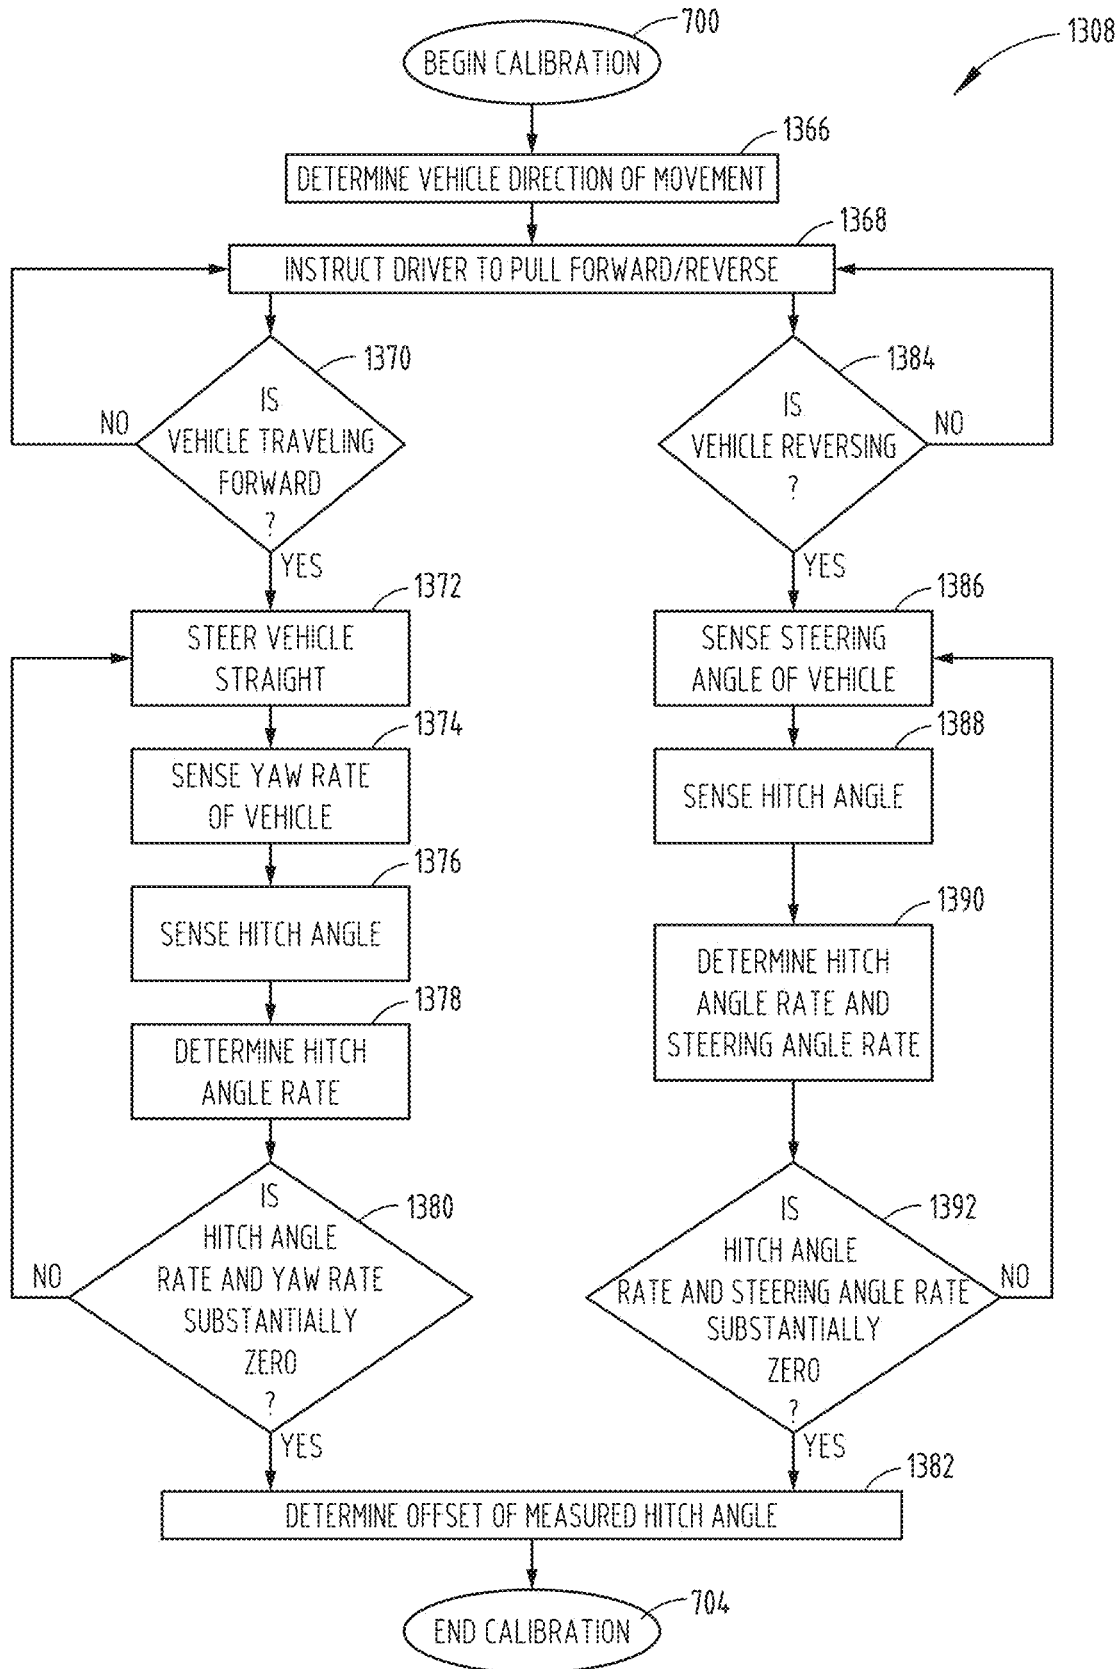 1308
700
BEGIN CALIBRATION
1366
DETERMINE VEHICLE DIRECTION OF MOVEMENT
1368
INSTRUCT DRIVER TO PULL FORWARD/REVERSE
1370
IS
VEHICLE TRAVELING
FORWARD
?
NO
YES
1372
STEER VEHICLE
STRAIGHT
1374
SENSE YAW RATE
OF VEHICLE
1376
SENSE HITCH ANGLE
1378
DETERMINE HITCH
ANGLE RATE
1380
IS
HITCH ANGLE
RATE AND YAW RATE
SUBSTANTIALLY
ZERO
?
NO
YES
1384
IS
VEHICLE REVERSING
?
NO
YES
1386
SENSE STEERING
ANGLE OF VEHICLE
1388
SENSE HITCH ANGLE
1390
DETERMINE HITCH
ANGLE RATE AND
STEERING ANGLE RATE
1392
IS
HITCH ANGLE
RATE AND STEERING ANGLE RATE
SUBSTANTIALLY
ZERO
?
NO
YES
1382
DETERMINE OFFSET OF MEASURED HITCH ANGLE
704
END CALIBRATION